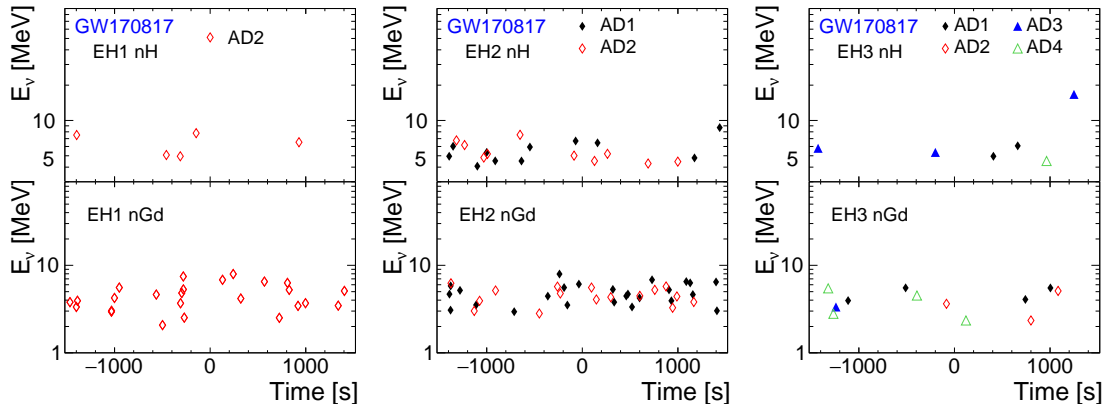 GW170817
EH1 nH
AD2
E_ν [MeV]
10
5
EH1 nGd
E_ν [MeV]
10
1
−1000 0 1000
Time [s]
GW170817
EH2 nH
AD1
AD2
E_ν [MeV]
10
5
EH2 nGd
E_ν [MeV]
10
1
−1000 0 1000
Time [s]
GW170817
EH3 nH
AD1 AD3
AD2 AD4
E_ν [MeV]
10
5
EH3 nGd
E_ν [MeV]
10
1
−1000 0 1000
Time [s]